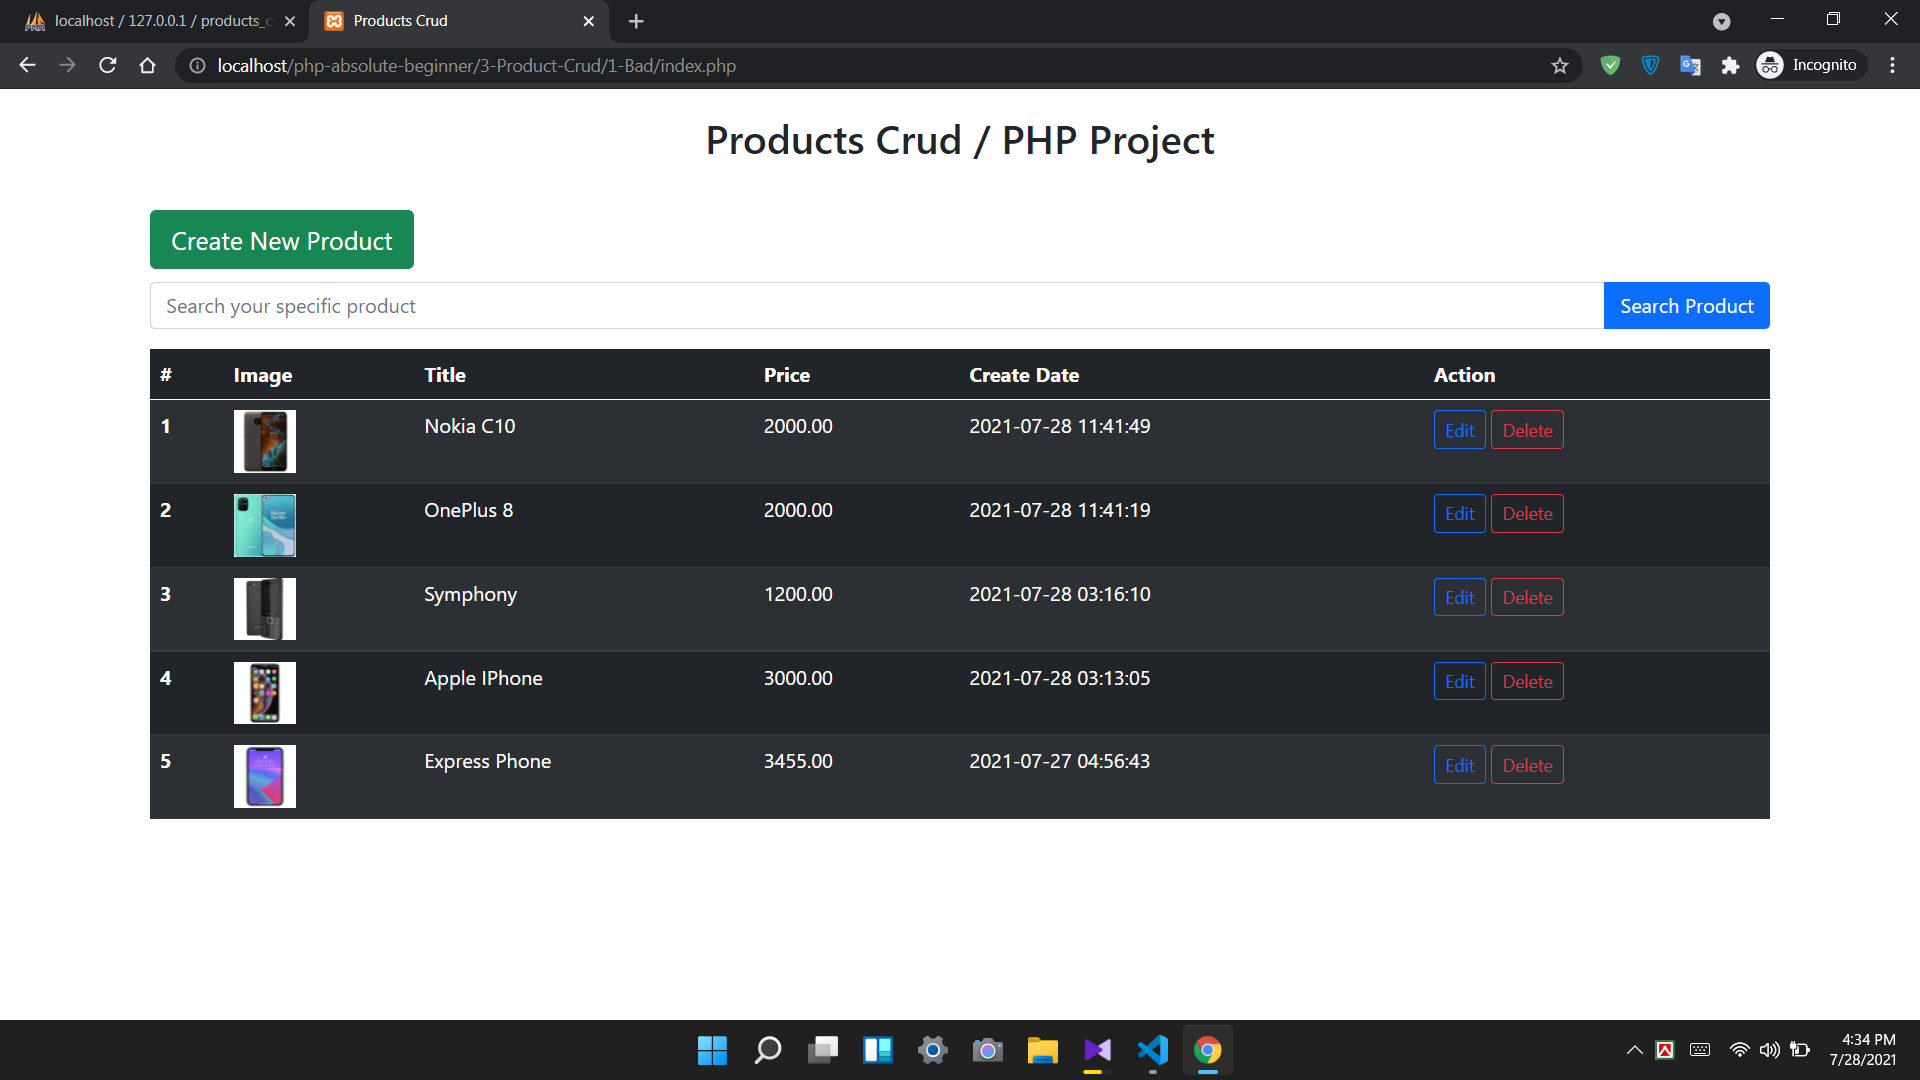 localhost / 127.0.0.1 / products_c
Products Crud
localhost/php-absolute-beginner/3-Product-Crud/1-Bad/index.php
Incognito
Products Crud / PHP Project
Create New Product
Search your specific product
Search Product
# Image Title Price Create Date Action
1 Nokia C10 2000.00 2021-07-28 11:41:49 Edit Delete
2 OnePlus 8 2000.00 2021-07-28 11:41:19 Edit Delete
3 Symphony 1200.00 2021-07-28 03:16:10 Edit Delete
4 Apple IPhone 3000.00 2021-07-28 03:13:05 Edit Delete
5 Express Phone 3455.00 2021-07-27 04:56:43 Edit Delete
4:34 PM
7/28/2021